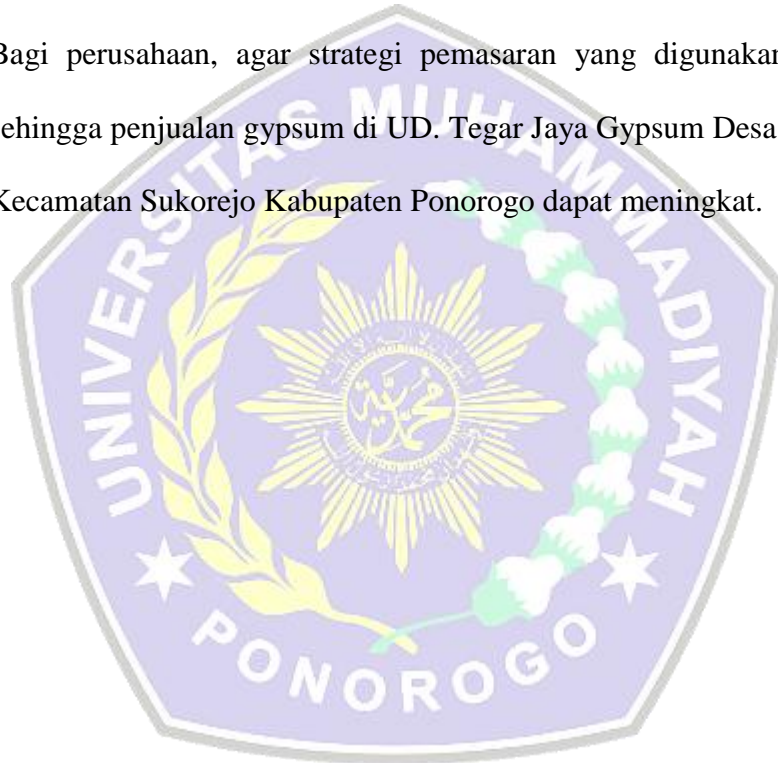 Bagi perusahaan, agar strategi pemasaran yang digunakan
sehingga penjualan gypsum di UD. Tegar Jaya Gypsum Desa
Kecamatan Sukorejo Kabupaten Ponorogo dapat meningkat.
UNIVERSITAS MUHAMMADIYAH
محمدية
PONOROGO